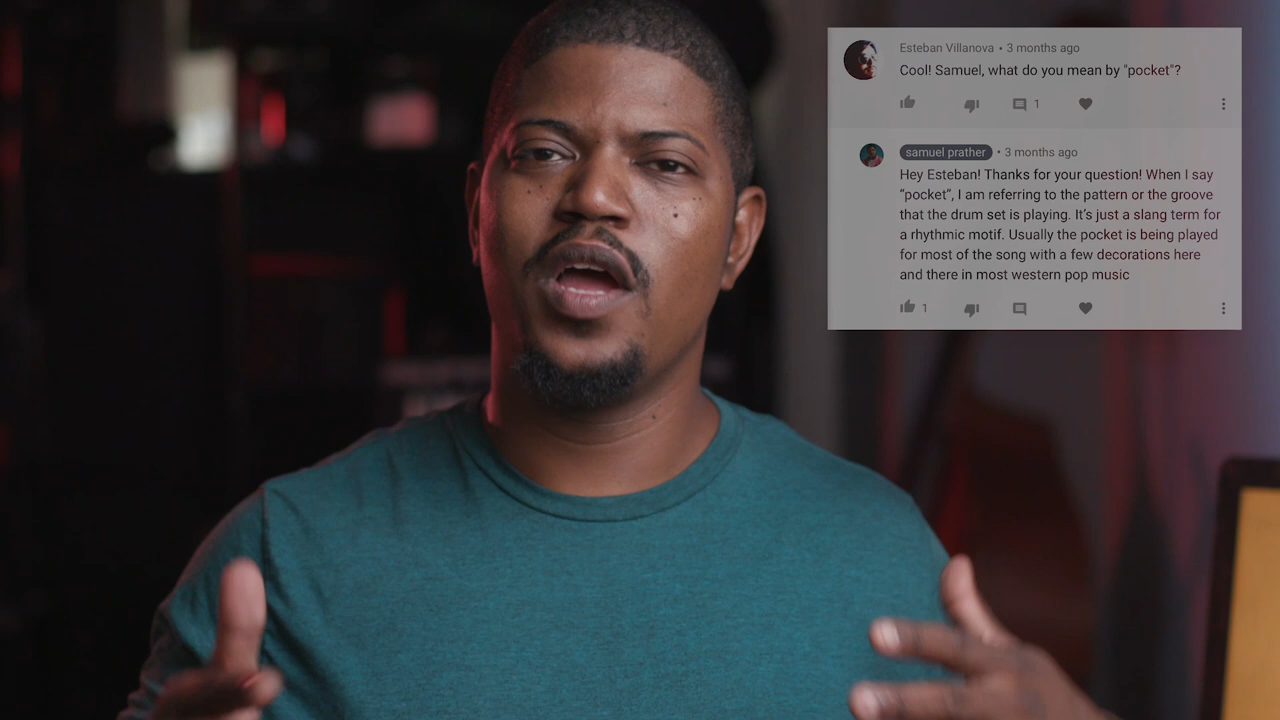 Esteban Villanova • 3 months ago
Cool! Samuel, what do you mean by "pocket"?
1
samuel prather • 3 months ago
Hey Esteban! Thanks for your question! When I say
“pocket”, I am referring to the pattern or the groove
that the drum set is playing. It’s just a slang term for
a rhythmic motif. Usually the pocket is being played
for most of the song with a few decorations here
and there in most western pop music
1